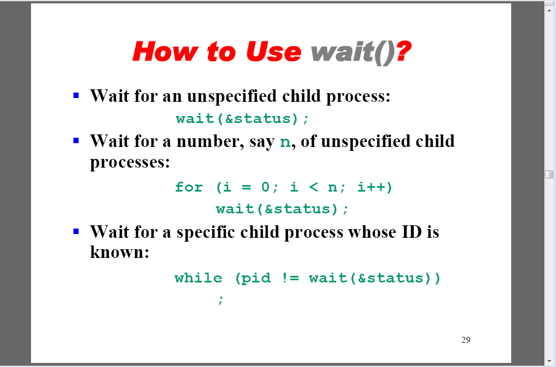 How to Use wait()?
Wait for an unspecified child process:
wait(&status);
Wait for a number, say n, of unspecified child
processes:
for (i = 0; i < n; i++)
wait(&status);
Wait for a specific child process whose ID is
known:
while (pid != wait(&status))
;
29